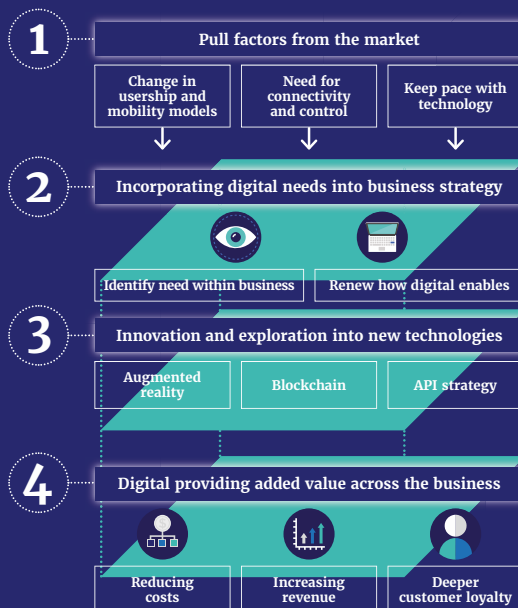 1
Pull factors from the market
Change in
usership and
mobility models
Need for
connectivity
and control
Keep pace with
technology
2
Incorporating digital needs into business strategy
Identify need within business
Renew how digital enables
3
Innovation and exploration into new technologies
Augmented
reality
Blockchain
API strategy
4
Digital providing added value across the business
$
Reducing
costs
Increasing
revenue
Deeper
customer loyalty